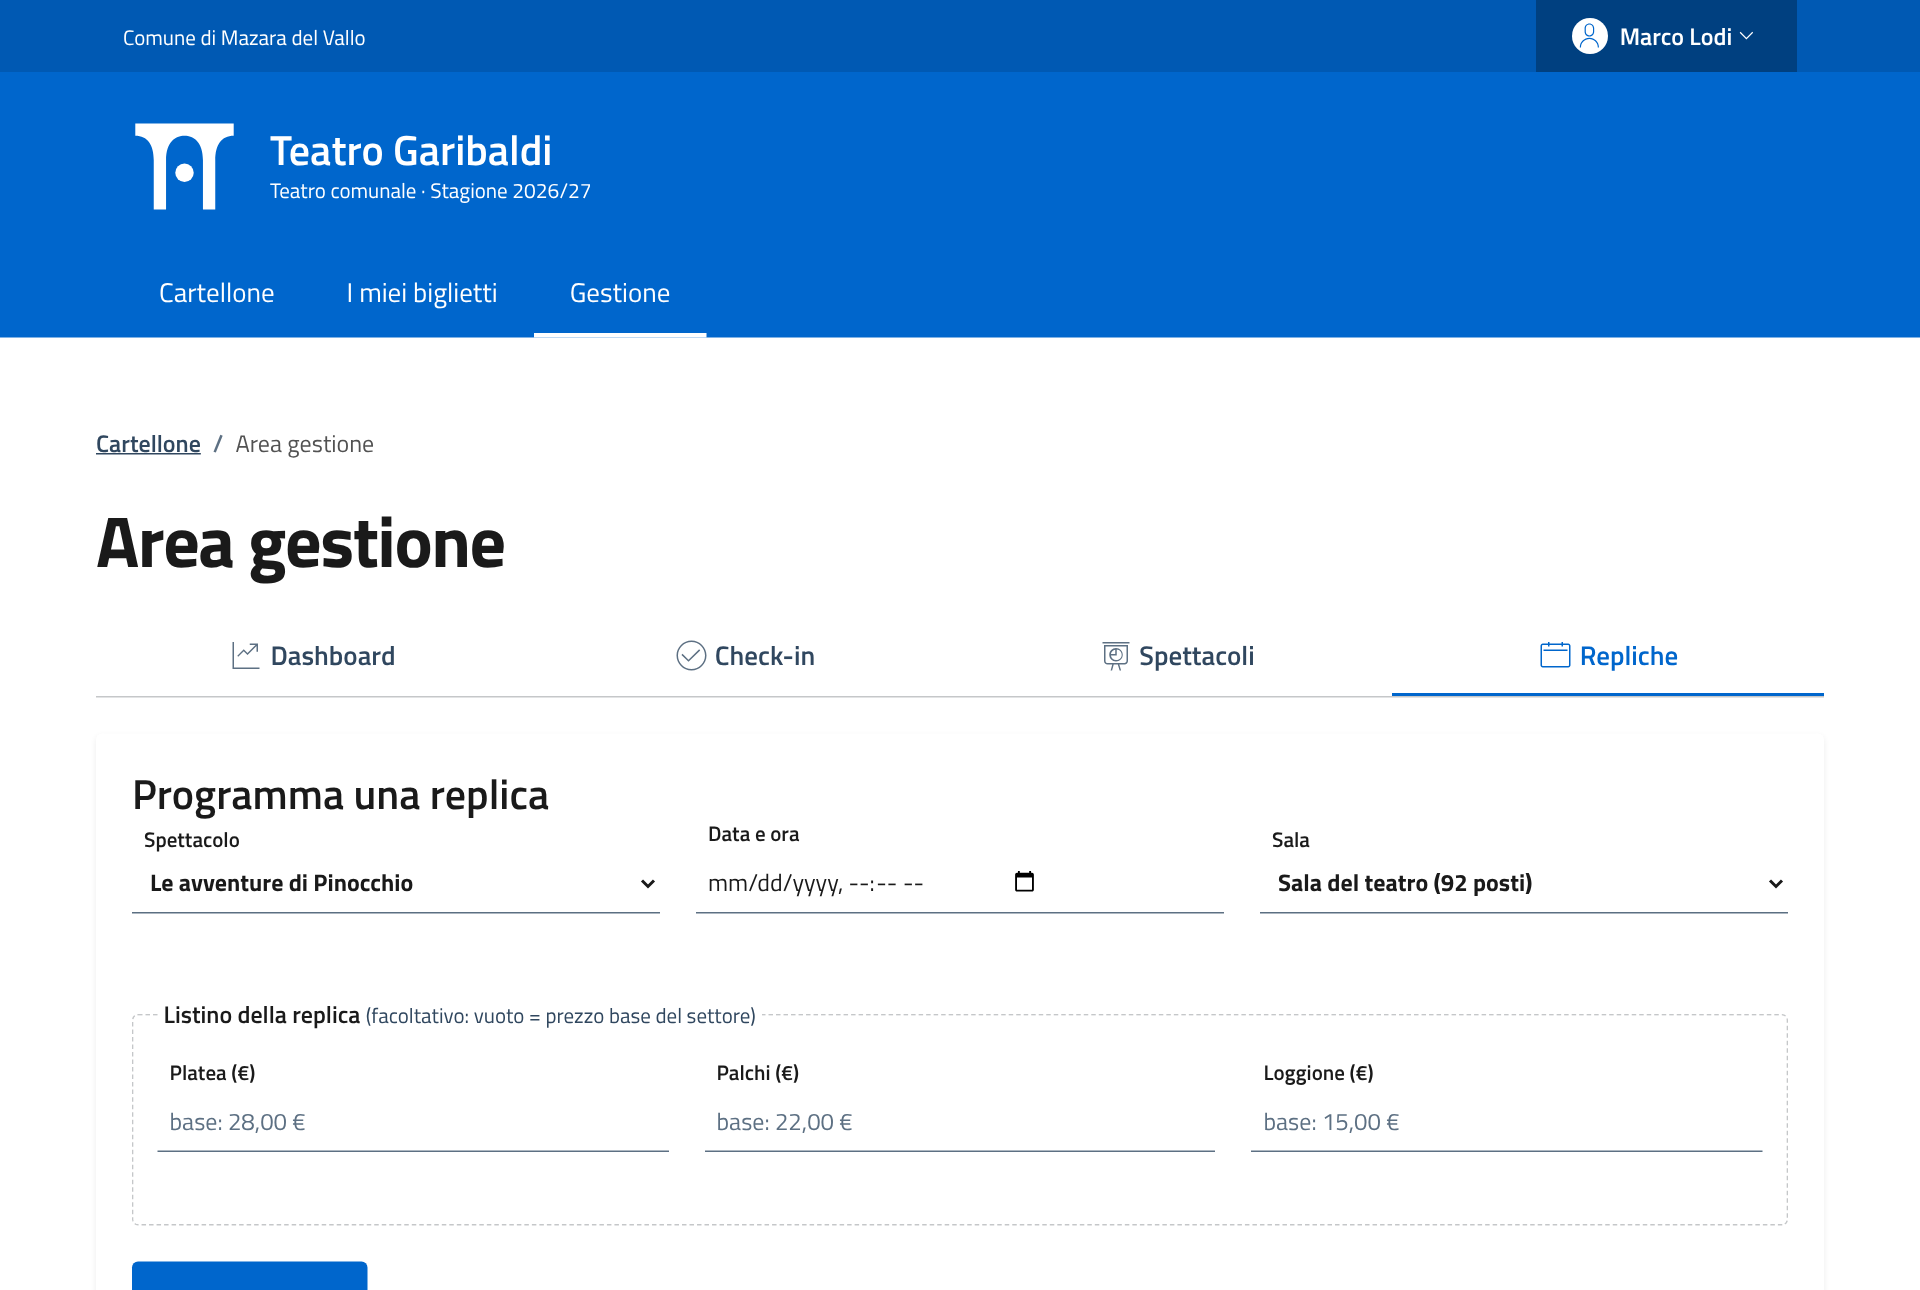 Comune di Mazara del Vallo
Marco Lodi
Teatro Garibaldi
Teatro comunale · Stagione 2026/27
Cartellone
I miei biglietti
Gestione
Cartellone / Area gestione
Area gestione
Dashboard
Check-in
Spettacoli
Repliche
Programma una replica
Spettacolo
Le avventure di Pinocchio
Data e ora
mm/dd/yyyy, --:-- --
Sala
Sala del teatro (92 posti)
Listino della replica (facoltativo: vuoto = prezzo base del settore)
Platea (€)
base: 28,00 €
Palchi (€)
base: 22,00 €
Loggione (€)
base: 15,00 €